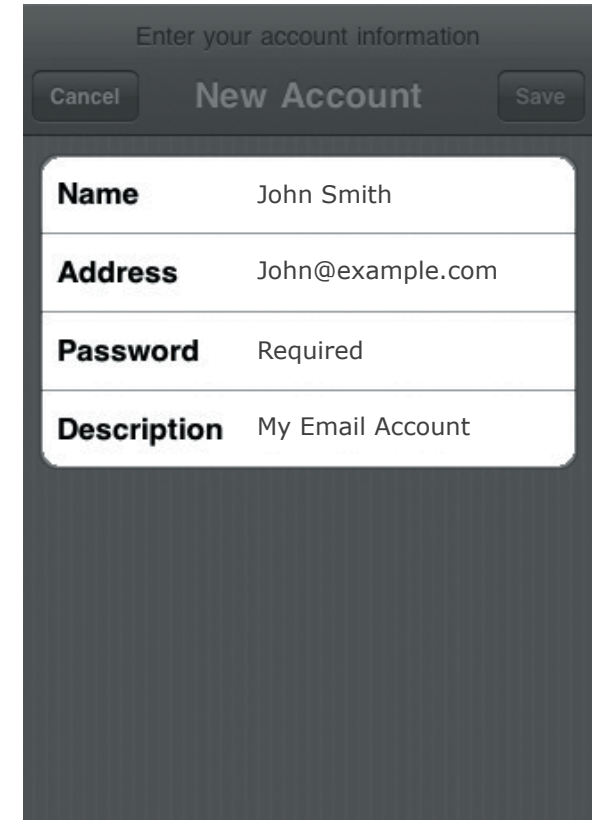 Enter your account information
Cancel New Account Save
Name John Smith
Address John@example.com
Password Required
Description My Email Account